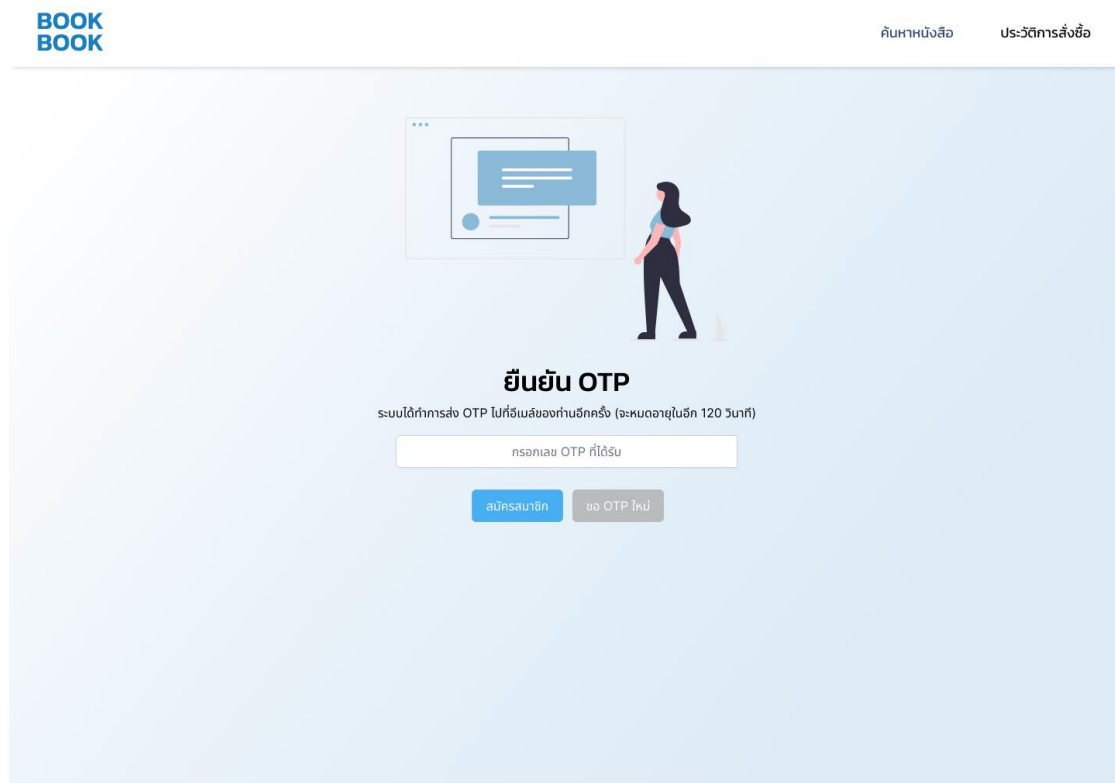 BOOK
BOOK
ค้นหาหนังสือ
ประวัติการสั่งซื้อ
ยืนยัน OTP
ระบบได้ทำการส่ง OTP ไปที่อีเมล์ของท่านอีกครั้ง (จะหมดอายุในอีก 120 วินาที)
กรอกเลข OTP ที่ได้รับ
สมัครสมาชิก
ขอ OTP ใหม่